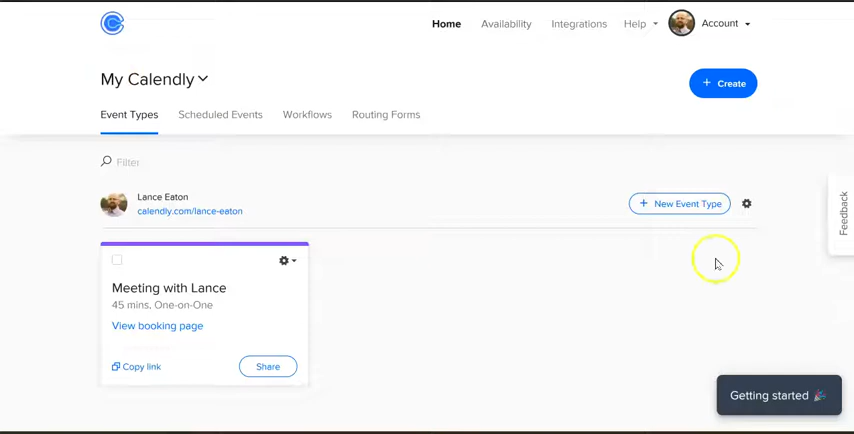 Home Availability Integrations Help Account
My Calendly
+ Create
Event Types Scheduled Events Workflows Routing Forms
Filter
Lance Eaton
calendly.com/lance-eaton
+ New Event Type
Feedback
Meeting with Lance
45 mins, One-on-One
View booking page
Copy link Share
Getting started 🎉